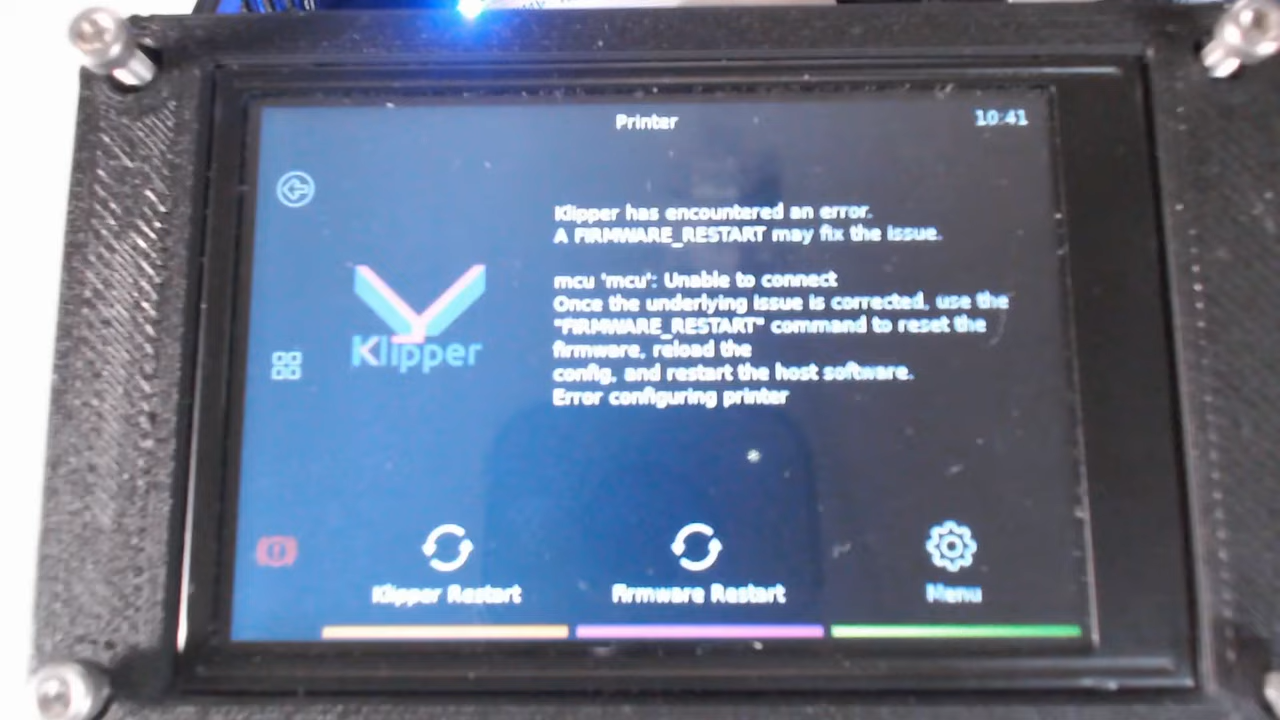 Printer
10:41
Klipper has encountered an error.
A FIRMWARE_RESTART may fix the issue.
mcu 'mcu': Unable to connect
Once the underlying issue is corrected, use the
"FIRMWARE_RESTART" command to reset the
firmware, reload the
config, and restart the host software.
Error configuring printer
Klipper
Klipper Restart
Firmware Restart
Menu